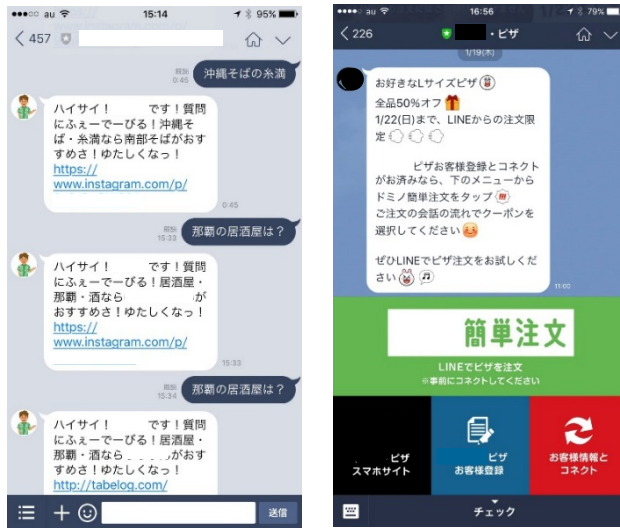 au 15:14 95%
457
既読
0:45
沖縄そばの糸満
ハイサイ! です!質問
にふぇーでーびる!沖縄そ
ば・糸満なら南部そばがおす
すめさ!ゆたしくなっ!
https://
www.instagram.com/p/
0:45
既読
15:33
那覇の居酒屋は?
ハイサイ! です!質問
にふぇーでーびる!居酒屋・
那覇・酒なら が
おすすめさ!ゆたしくなっ!
https://
www.instagram.com/p/
15:33
既読
15:34
那覇の居酒屋は?
ハイサイ! です!質問
にふぇーでーびる!居酒屋・
那覇・酒なら がおす
すめさ!ゆたしくなっ!
http://tabelog.com/
送信
au 16:56 79%
226
・ピザ
1/19(木)
お好きなLサイズピザ
全品50%オフ
1/22(日)まで、LINEからの注文限
定
ピザお客様登録とコネクト
がお済みなら、下のメニューから
ドミノ簡単注文をタップ
ご注文の会話の流れでクーポンを
選択してください
ぜひLINEでピザ注文をお試しくだ
さい
11:00
簡単注文
LINEでピザを注文
※事前にコネクトしてください
ピザ
スマホサイト
ピザ
お客様登録
お客様情報と
コネクト
チェック